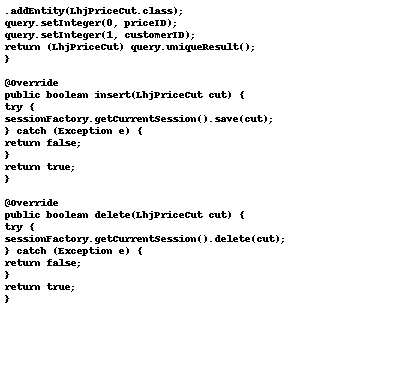 .addEntity(LhjPriceCut.class);
query.setInteger(0, priceID);
query.setInteger(1, customerID);
return (LhjPriceCut) query.uniqueResult();
}

@Override
public boolean insert(LhjPriceCut cut) {
try {
sessionFactory.getCurrentSession().save(cut);
} catch (Exception e) {
return false;
}
return true;
}

@Override
public boolean delete(LhjPriceCut cut) {
try {
sessionFactory.getCurrentSession().delete(cut);
} catch (Exception e) {
return false;
}
return true;
}